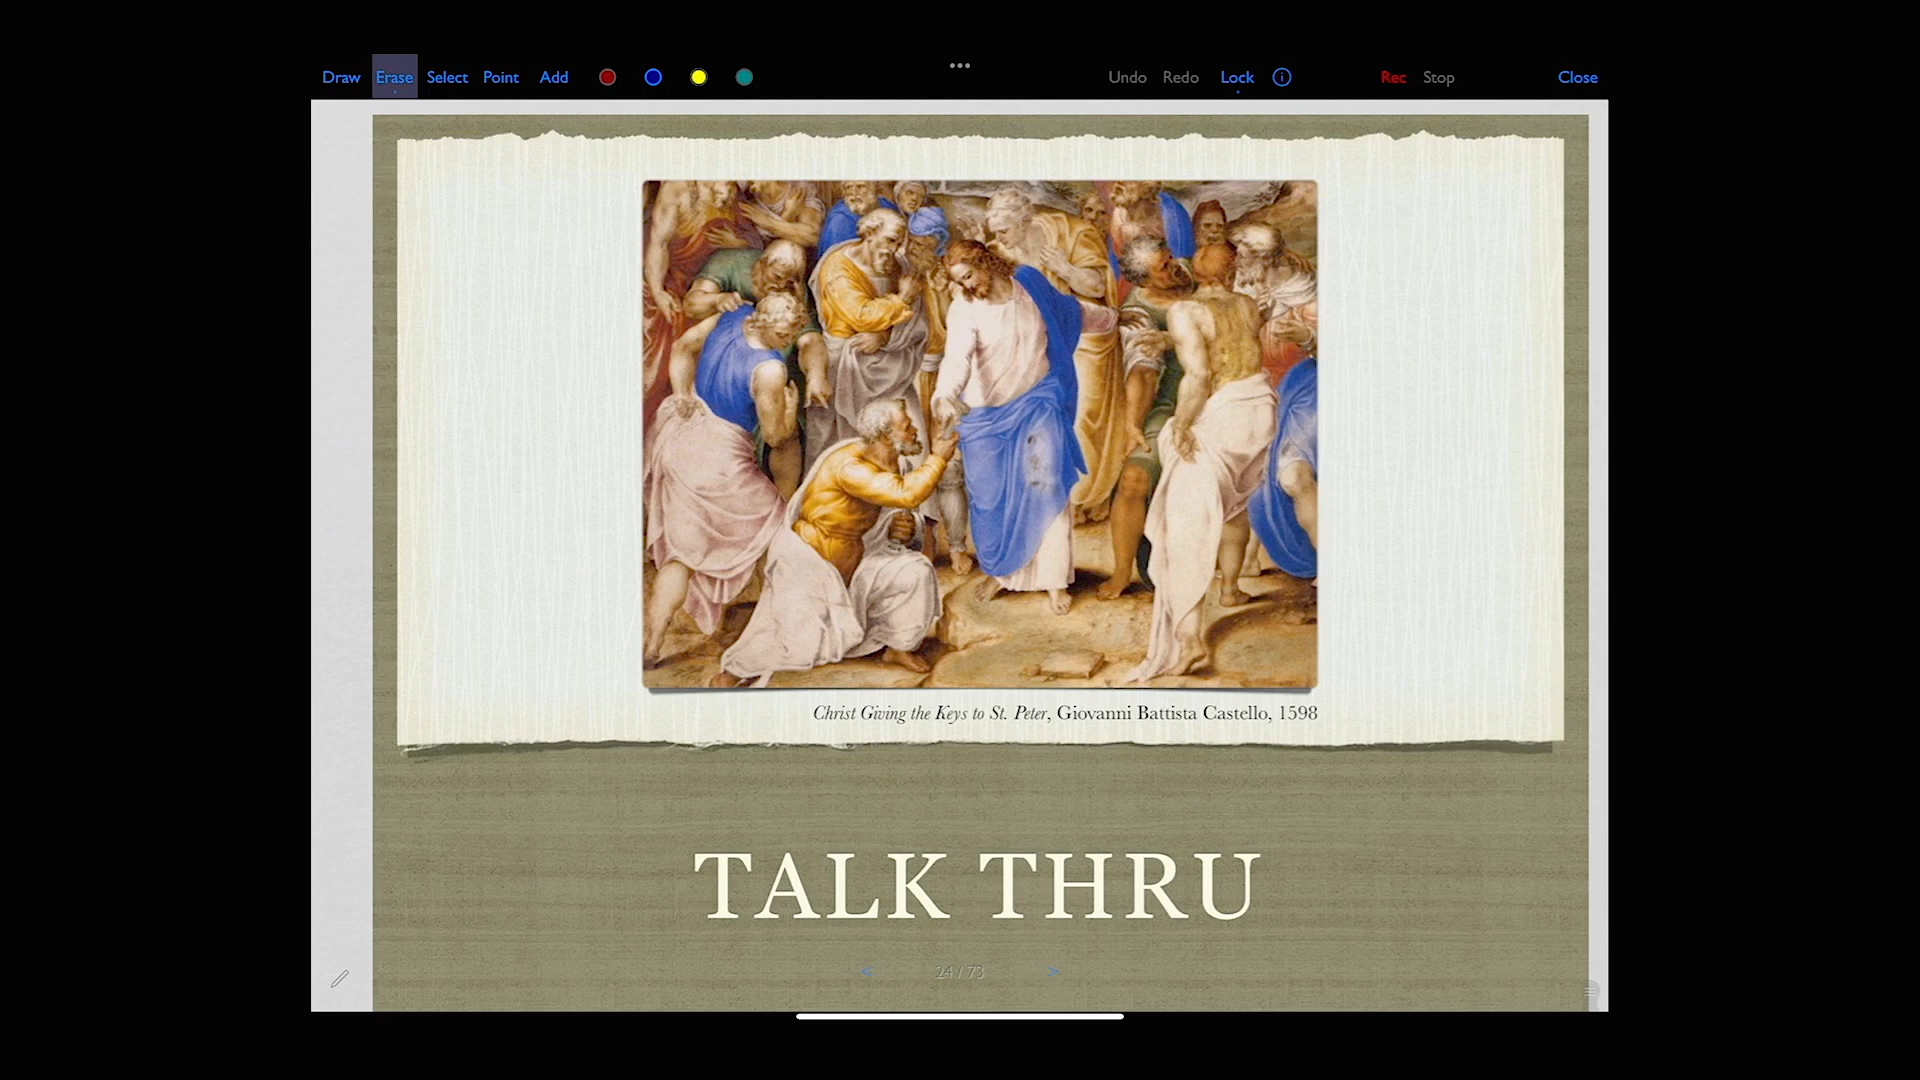 Draw Erase Select Point Add Undo Redo Lock Rec Stop Close
Christ Giving the Keys to St. Peter, Giovanni Battista Castello, 1598
TALK THRU
< 24 / 73 >